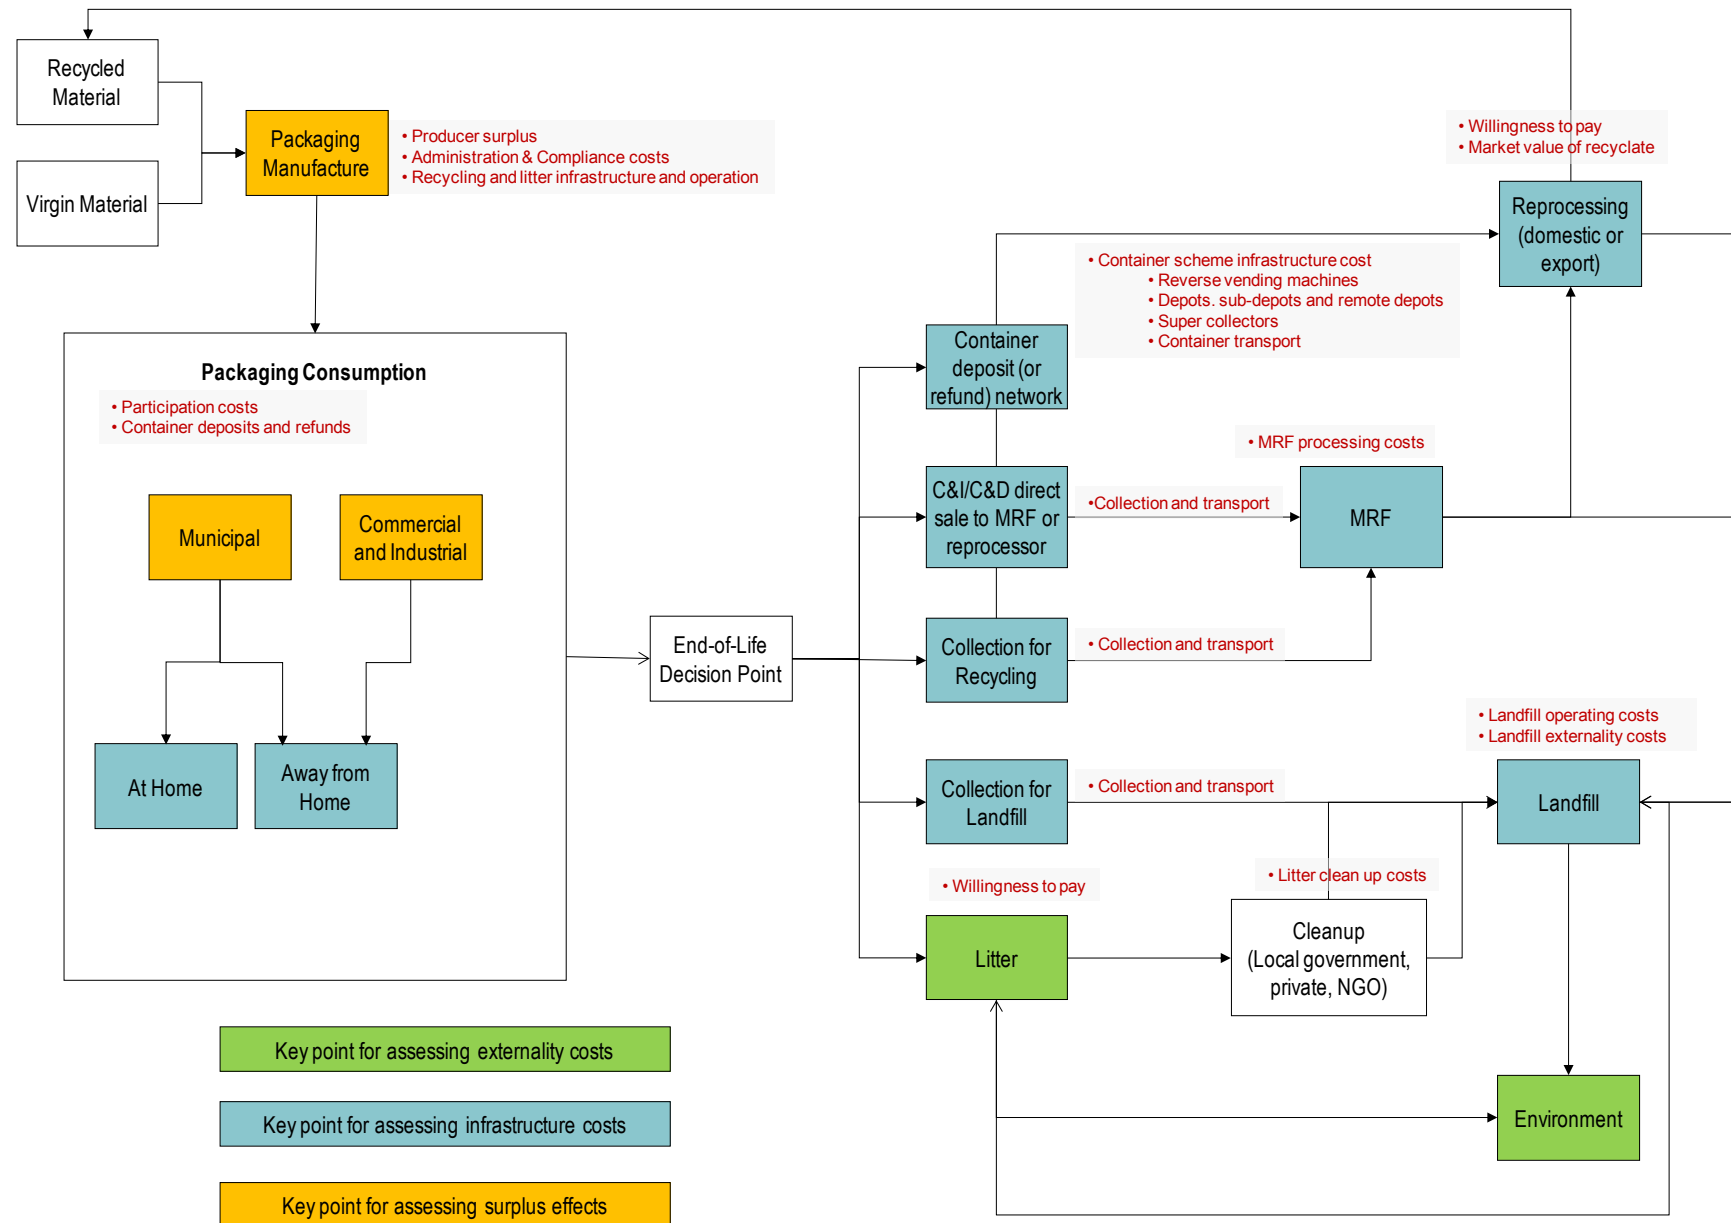 Recycled
Material
Virgin Material
Packaging
Manufacture
• Producer surplus
• Administration & Compliance costs
• Recycling and litter infrastructure and operation
• Willingness to pay
• Market value of recyclate
Reprocessing
(domestic or
export)
• Container scheme infrastructure cost
• Reverse vending machines
• Depots. sub-depots and remote depots
• Super collectors
• Container transport
Packaging Consumption
• Participation costs
• Container deposits and refunds
Municipal
Commercial
and Industrial
At Home
Away from
Home
End-of-Life
Decision Point
Container
deposit (or
refund) network
C&I/C&D direct
sale to MRF or
reprocessor
•Collection and transport
• MRF processing costs
MRF
Collection for
Recycling
• Collection and transport
Collection for
Landfill
• Collection and transport
• Landfill operating costs
• Landfill externality costs
Landfill
• Willingness to pay
Litter
• Litter clean up costs
Cleanup
(Local government,
private, NGO)
Environment
Key point for assessing externality costs
Key point for assessing infrastructure costs
Key point for assessing surplus effects